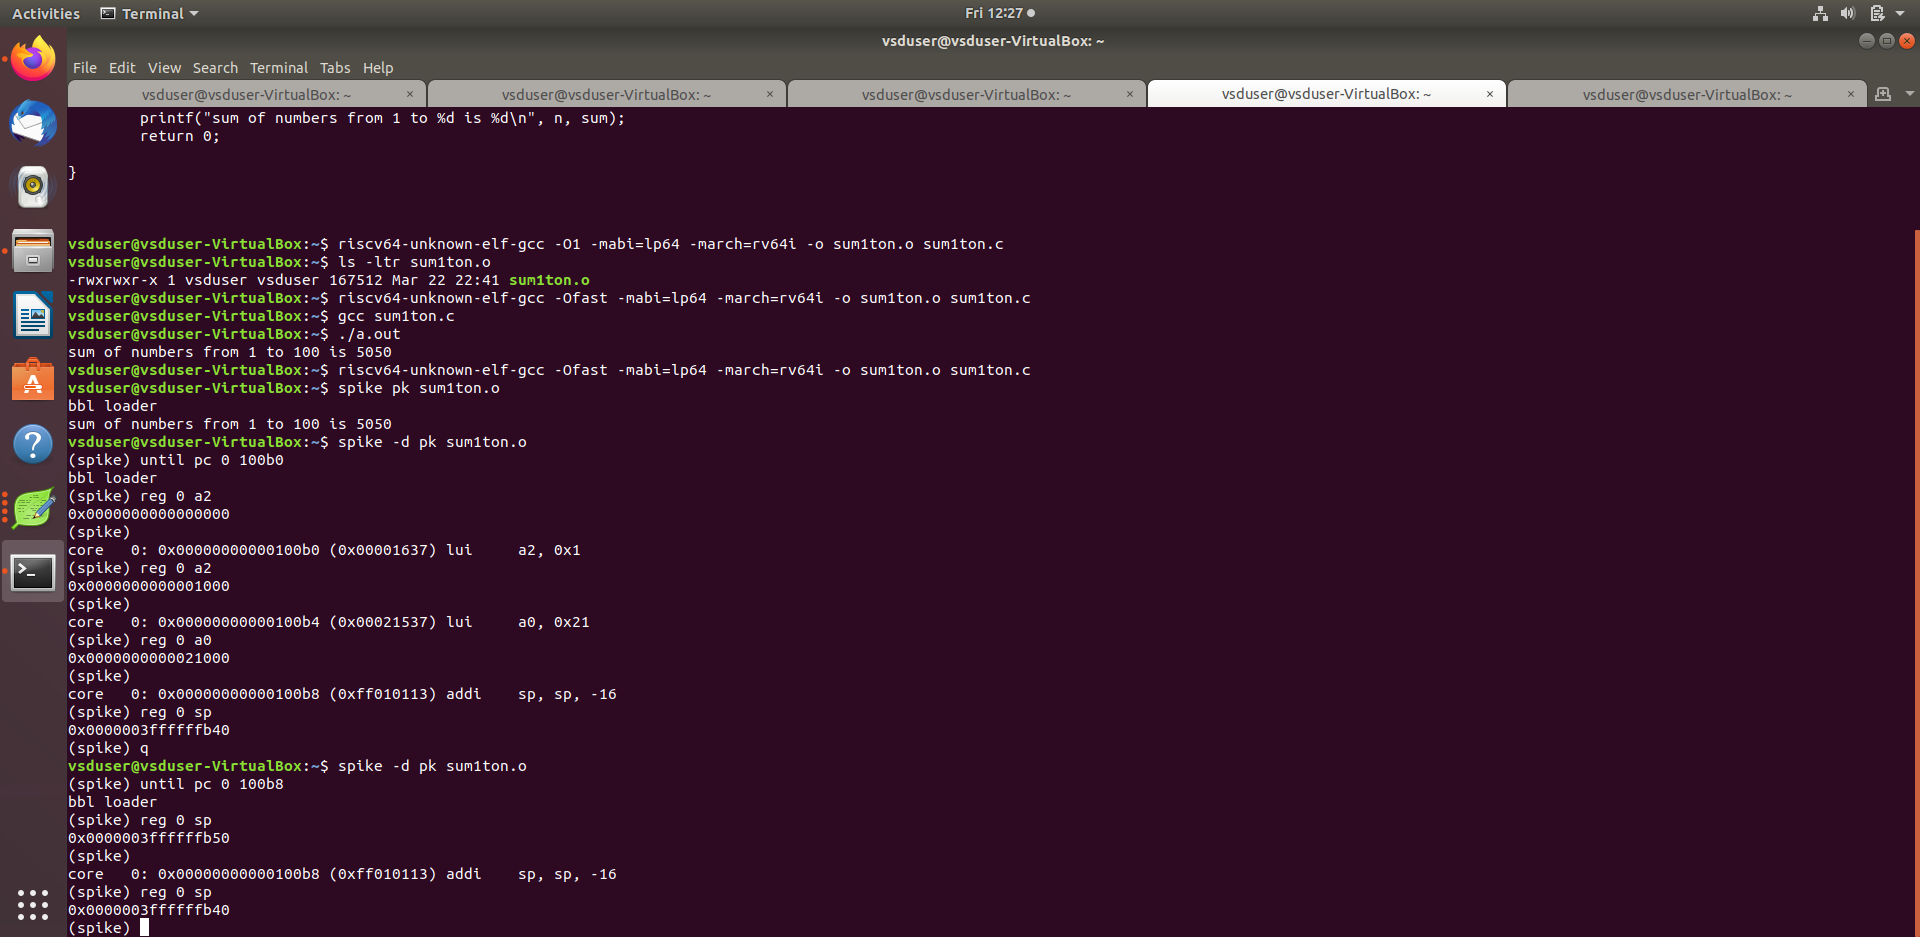 Activities Terminal Fri 12:27
vsduser@vsduser-VirtualBox: ~
File Edit View Search Terminal Tabs Help
vsduser@vsduser-VirtualBox: ~ × vsduser@vsduser-VirtualBox: ~ × vsduser@vsduser-VirtualBox: ~ × vsduser@vsduser-VirtualBox: ~ × vsduser@vsduser-VirtualBox: ~ ×
printf("sum of numbers from 1 to %d is %d\n", n, sum);
return 0;
}
vsduser@vsduser-VirtualBox:~$ riscv64-unknown-elf-gcc -O1 -mabi=lp64 -march=rv64i -o sum1ton.o sum1ton.c
vsduser@vsduser-VirtualBox:~$ ls -ltr sum1ton.o
-rwxrwxr-x 1 vsduser vsduser 167512 Mar 22 22:41 sum1ton.o
vsduser@vsduser-VirtualBox:~$ riscv64-unknown-elf-gcc -Ofast -mabi=lp64 -march=rv64i -o sum1ton.o sum1ton.c
vsduser@vsduser-VirtualBox:~$ gcc sum1ton.c
vsduser@vsduser-VirtualBox:~$ ./a.out
sum of numbers from 1 to 100 is 5050
vsduser@vsduser-VirtualBox:~$ riscv64-unknown-elf-gcc -Ofast -mabi=lp64 -march=rv64i -o sum1ton.o sum1ton.c
vsduser@vsduser-VirtualBox:~$ spike pk sum1ton.o
bbl loader
sum of numbers from 1 to 100 is 5050
vsduser@vsduser-VirtualBox:~$ spike -d pk sum1ton.o
(spike) until pc 0 100b0
bbl loader
(spike) reg 0 a2
0x0000000000000000
(spike)
core   0: 0x00000000000100b0 (0x00001637) lui     a2, 0x1
(spike) reg 0 a2
0x0000000000001000
(spike)
core   0: 0x00000000000100b4 (0x00021537) lui     a0, 0x21
(spike) reg 0 a0
0x0000000000021000
(spike)
core   0: 0x00000000000100b8 (0xff010113) addi    sp, sp, -16
(spike) reg 0 sp
0x0000003ffffffb40
(spike) q
vsduser@vsduser-VirtualBox:~$ spike -d pk sum1ton.o
(spike) until pc 0 100b8
bbl loader
(spike) reg 0 sp
0x0000003ffffffb50
(spike)
core   0: 0x00000000000100b8 (0xff010113) addi    sp, sp, -16
(spike) reg 0 sp
0x0000003ffffffb40
(spike)